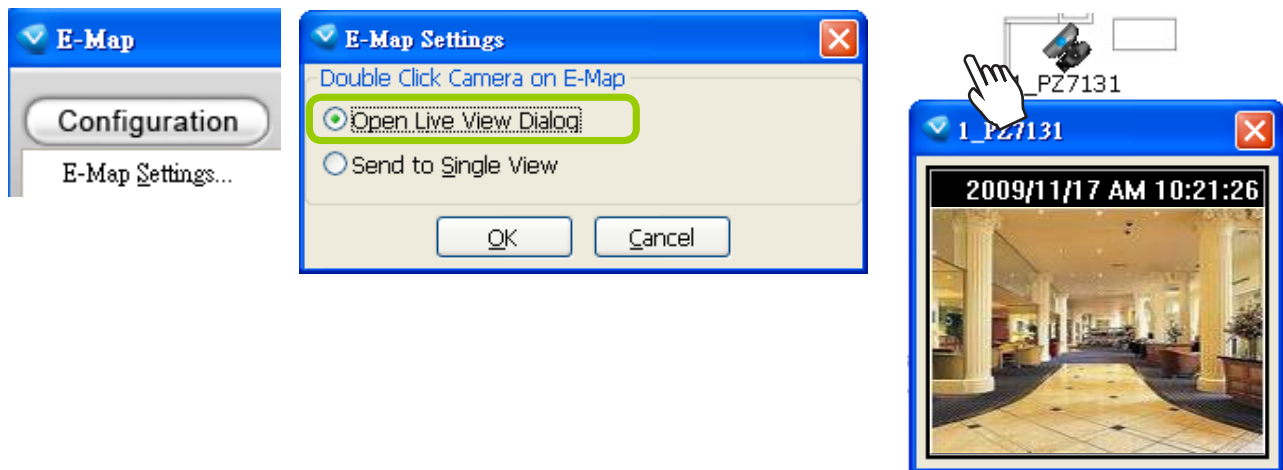 E-Map
Configuration
E-Map Settings...
E-Map Settings
Double Click Camera on E-Map
Open Live View Dialog
Send to Single View
OK
Cancel
_PZ7131
1_PZ7131
2009/11/17 AM 10:21:26